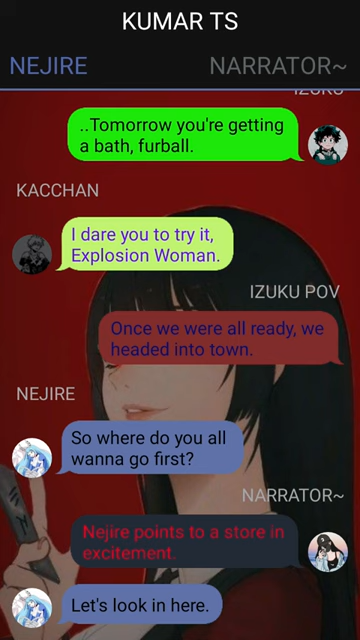 KUMAR TS
NEJIRE
NARRATOR~
IZUKU
..Tomorrow you're getting
a bath, furball.
KACCHAN
I dare you to try it,
Explosion Woman.
IZUKU POV
Once we were all ready, we
headed into town.
NEJIRE
So where do you all
wanna go first?
NARRATOR~
Nejire points to a store in
excitement.
Let's look in here.